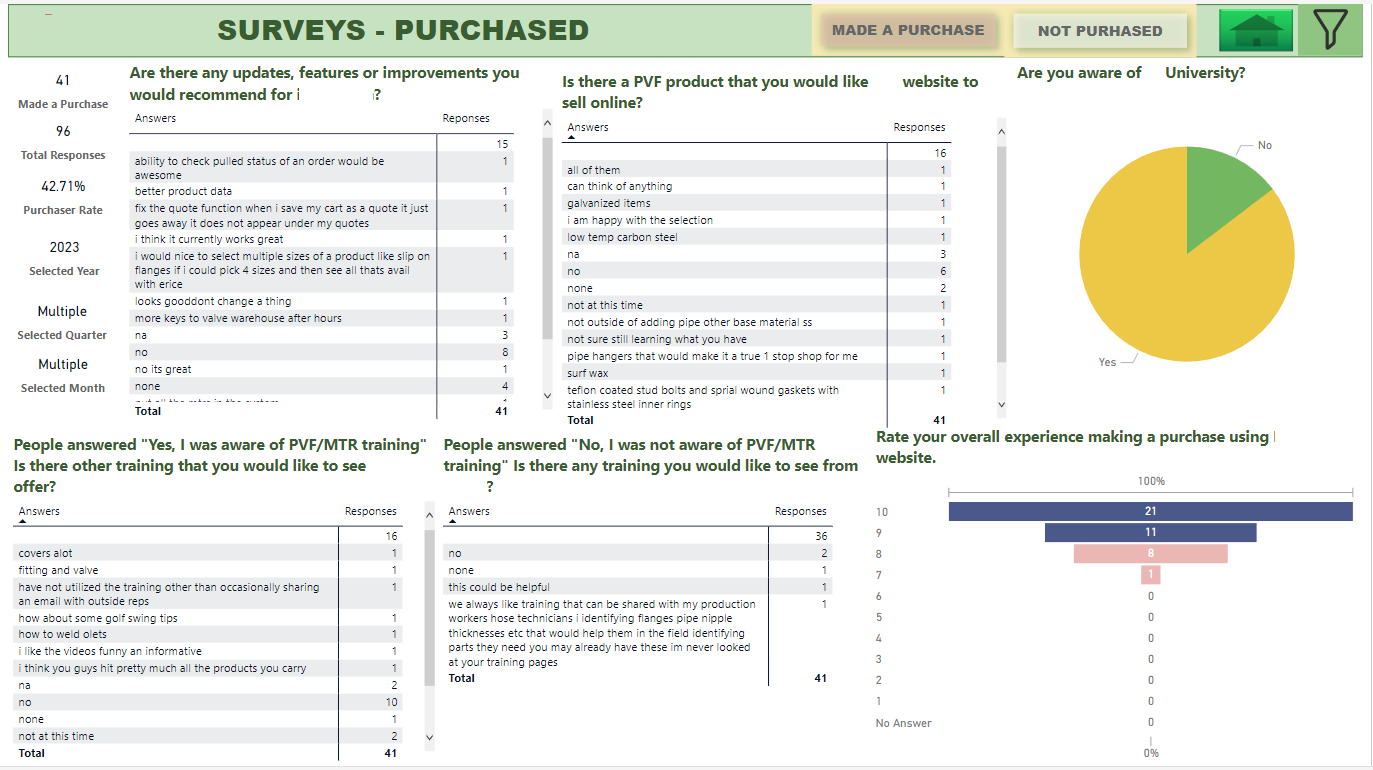 SURVEYS - PURCHASED
MADE A PURCHASE
NOT PURHASED
41
Made a Purchase
96
Total Responses
42.71%
Purchaser Rate
2023
Selected Year
Multiple
Selected Quarter
Multiple
Selected Month
Are there any updates, features or improvements you
would recommend for i ?
Answers Reponses
15
ability to check pulled status of an order would be 1
awesome
better product data 1
fix the quote function when i save my cart as a quote it just 1
goes away it does not appear under my quotes
i think it currently works great 1
i would nice to select multiple sizes of a product like slip on 1
flanges if i could pick 4 sizes and then see all thats avail
with erice
looks gooddont change a thing 1
more keys to valve warehouse after hours 1
na 3
no 8
no its great 1
none 4
Total 41
Is there a PVF product that you would like website to
sell online?
Answers Responses
16
all of them 1
can think of anything 1
galvanized items 1
i am happy with the selection 1
low temp carbon steel 1
na 3
no 6
none 2
not at this time 1
not outside of adding pipe other base material ss 1
not sure still learning what you have 1
pipe hangers that would make it a true 1 stop shop for me 1
surf wax 1
teflon coated stud bolts and sprial wound gaskets with 1
stainless steel inner rings
Total 41
Are you aware of University?
No
Yes
People answered "Yes, I was aware of PVF/MTR training"
Is there other training that you would like to see
offer?
Answers Responses
16
covers alot 1
fitting and valve 1
have not utilized the training other than occasionally sharing 1
an email with outside reps
how about some golf swing tips 1
how to weld olets 1
i like the videos funny an informative 1
i think you guys hit pretty much all the products you carry 1
na 2
no 10
none 1
not at this time 2
Total 41
People answered "No, I was not aware of PVF/MTR
training" Is there any training you would like to see from
?
Answers Responses
36
no 2
none 1
this could be helpful 1
we always like training that can be shared with my production 1
workers hose technicians i identifying flanges pipe nipple
thicknesses etc that would help them in the field identifying
parts they need you may already have these im never looked
at your training pages
Total 41
Rate your overall experience making a purchase using
website.
100%
10 21
9 11
8 8
7 1
6 0
5 0
4 0
3 0
2 0
1 0
No Answer 0
0%